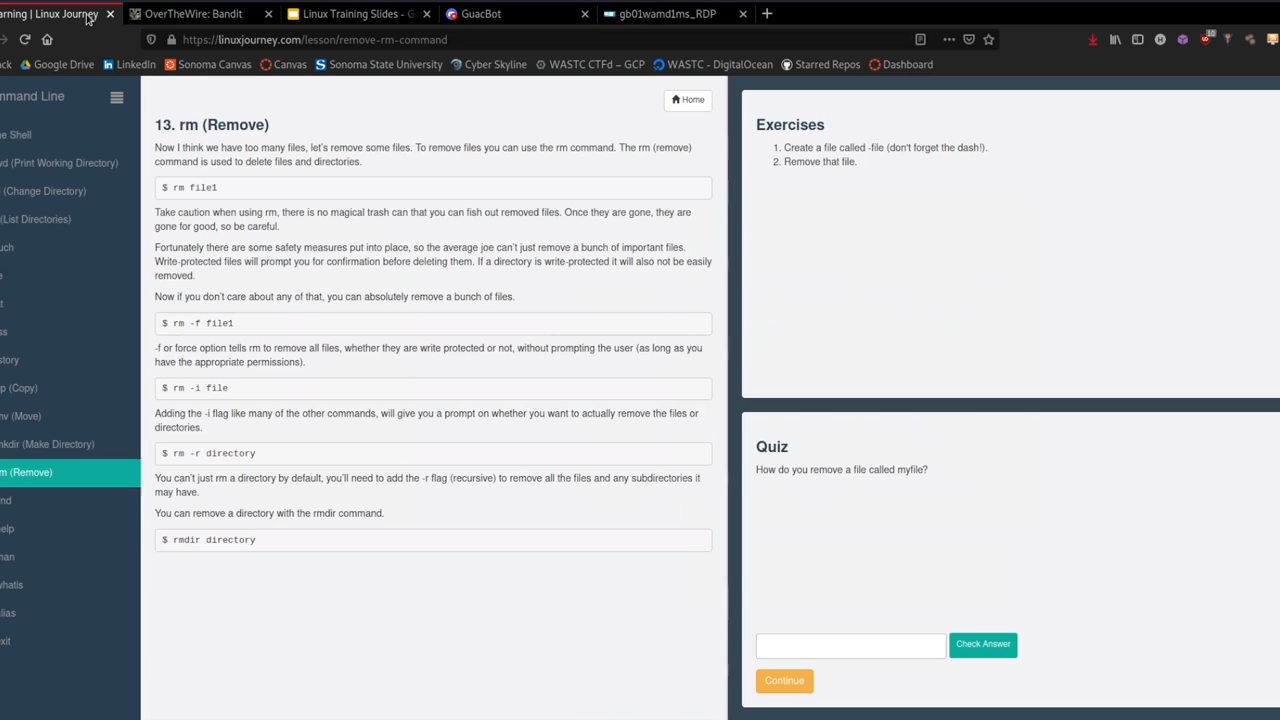 arning | Linux Journey
OverTheWire: Bandit
Linux Training Slides - G
GuacBot
gb01wamd1ms_RDP
https://linuxjourney.com/lesson/remove-rm-command
10
ck
Google Drive
LinkedIn
Sonoma Canvas
Canvas
Sonoma State University
Cyber Skyline
WASTC CTFd – GCP
WASTC - DigitalOcean
Starred Repos
Dashboard
mmand Line
e Shell
wd (Print Working Directory)
(Change Directory)
(List Directories)
uch
e
t
ss
story
p (Copy)
mv (Move)
mkdir (Make Directory)
m (Remove)
nd
elp
man
whatis
alias
exit
Home
13. rm (Remove)
Now I think we have too many files, let's remove some files. To remove files you can use the rm command. The rm (remove)
command is used to delete files and directories.
$ rm file1
Take caution when using rm, there is no magical trash can that you can fish out removed files. Once they are gone, they are
gone for good, so be careful.
Fortunately there are some safety measures put into place, so the average joe can't just remove a bunch of important files.
Write-protected files will prompt you for confirmation before deleting them. If a directory is write-protected it will also not be easily
removed.
Now if you don't care about any of that, you can absolutely remove a bunch of files.
$ rm -f file1
-f or force option tells rm to remove all files, whether they are write protected or not, without prompting the user (as long as you
have the appropriate permissions).
$ rm -i file
Adding the -i flag like many of the other commands, will give you a prompt on whether you want to actually remove the files or
directories.
$ rm -r directory
You can't just rm a directory by default, you'll need to add the -r flag (recursive) to remove all the files and any subdirectories it
may have.
You can remove a directory with the rmdir command.
$ rmdir directory
Exercises
1. Create a file called -file (don't forget the dash!).
2. Remove that file.
Quiz
How do you remove a file called myfile?
Check Answer
Continue